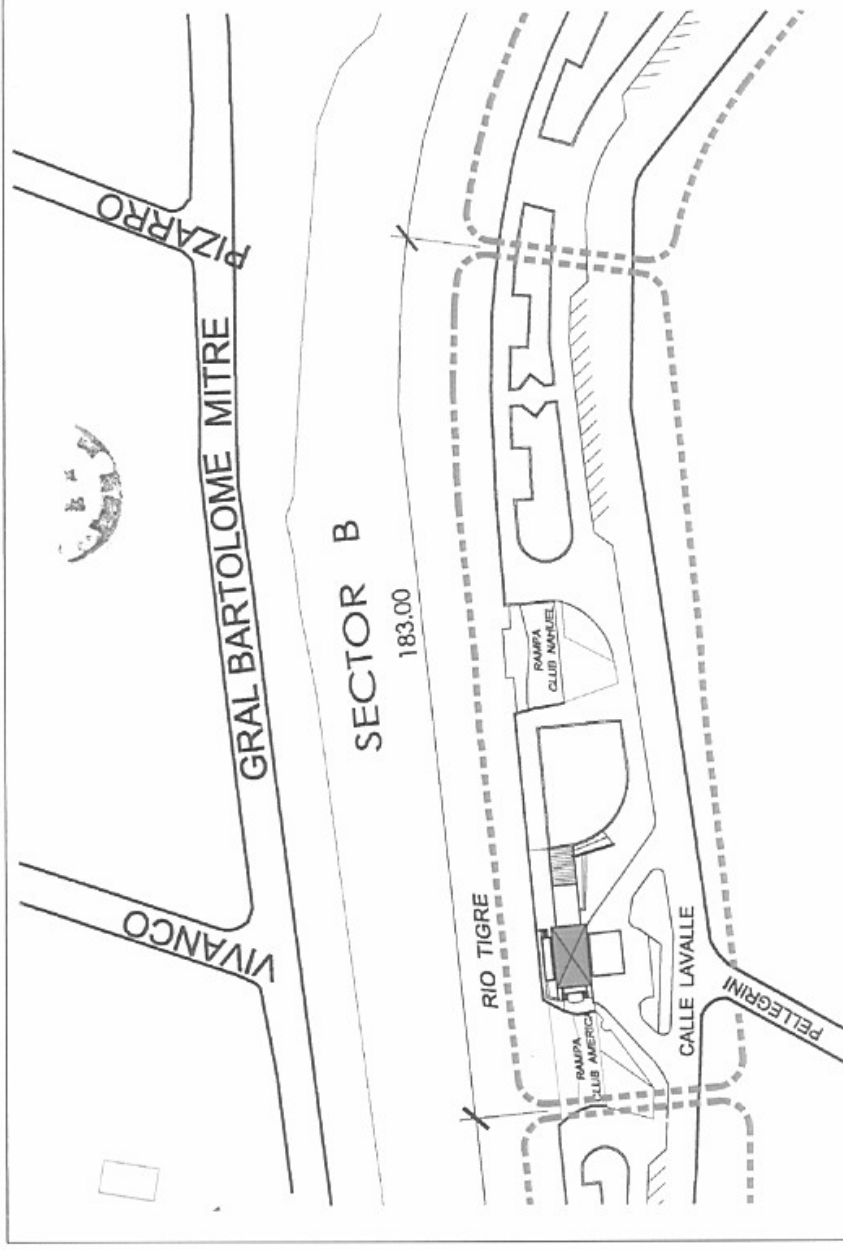 PIZARRO
GRAL BARTOLOME MITRE
VIVANCO
SECTOR B
183.00
RIO TIGRE
RAMPA
CLUB NAHUEL
RAMPA
CLUB AMERICA
CALLE LAVALLE
PELLEGRINI